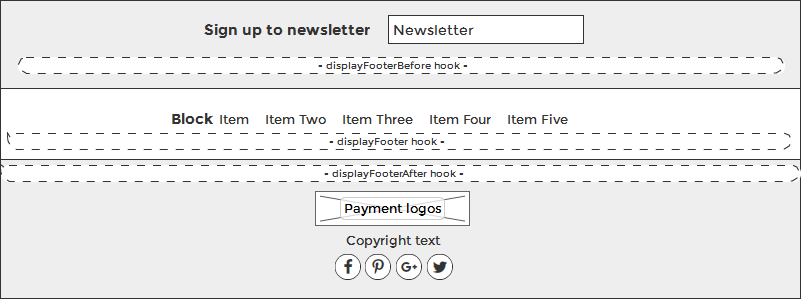 Sign up to newsletter Newsletter
- displayFooterBefore hook -
Block Item Item Two Item Three Item Four Item Five
- displayFooter hook -
- displayFooterAfter hook -
Payment logos
Copyright text